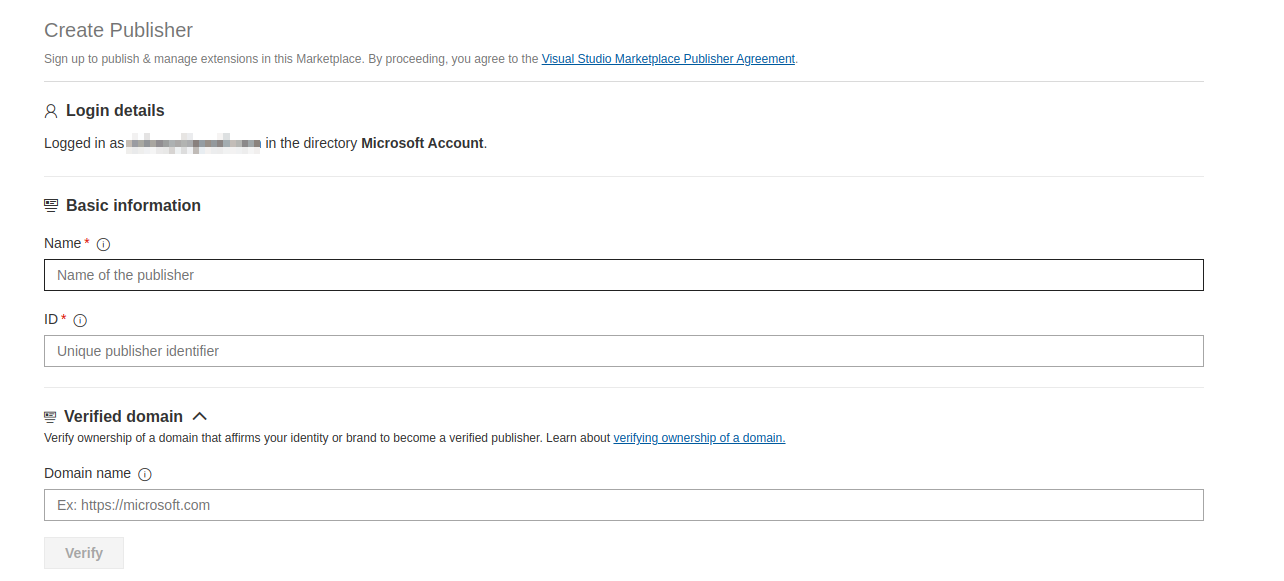 Create Publisher
Sign up to publish & manage extensions in this Marketplace. By proceeding, you agree to the Visual Studio Marketplace Publisher Agreement.
Login details
Logged in as in the directory Microsoft Account.
Basic information
Name *
Name of the publisher
ID *
Unique publisher identifier
Verified domain
Verify ownership of a domain that affirms your identity or brand to become a verified publisher. Learn about verifying ownership of a domain.
Domain name
Ex: https://microsoft.com
Verify